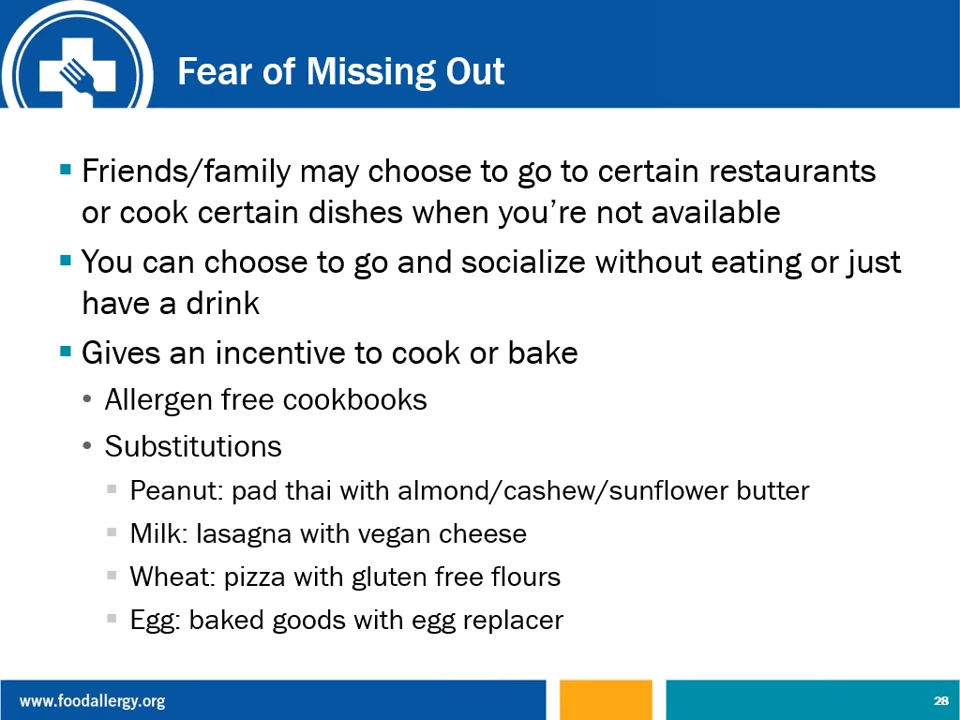 Fear of Missing Out
Friends/family may choose to go to certain restaurants
or cook certain dishes when you’re not available
You can choose to go and socialize without eating or just
have a drink
Gives an incentive to cook or bake
Allergen free cookbooks
Substitutions
Peanut: pad thai with almond/cashew/sunflower butter
Milk: lasagna with vegan cheese
Wheat: pizza with gluten free flours
Egg: baked goods with egg replacer
www.foodallergy.org
28